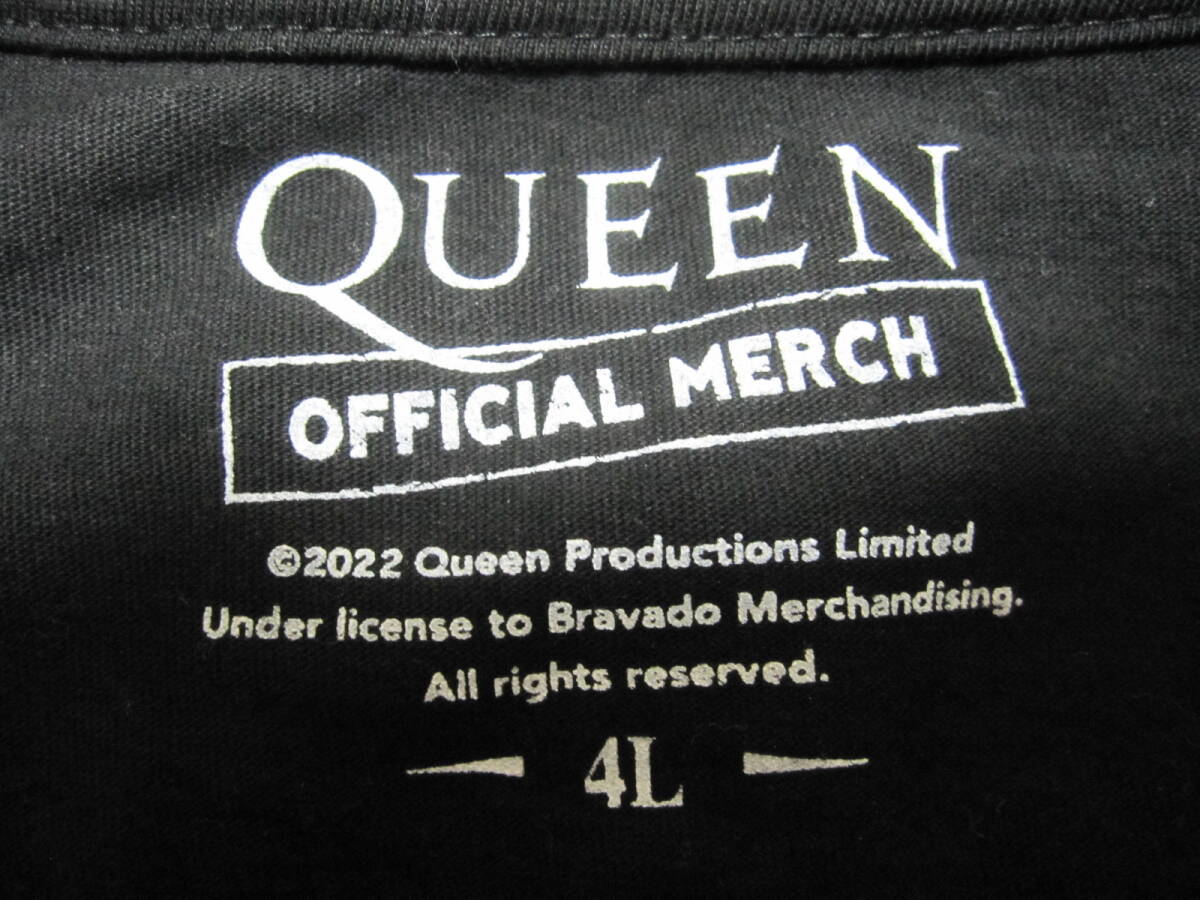 QUEEN
OFFICIAL MERCH
©2022 Queen Productions Limited
Under license to Bravado Merchandising.
All rights reserved.
4L